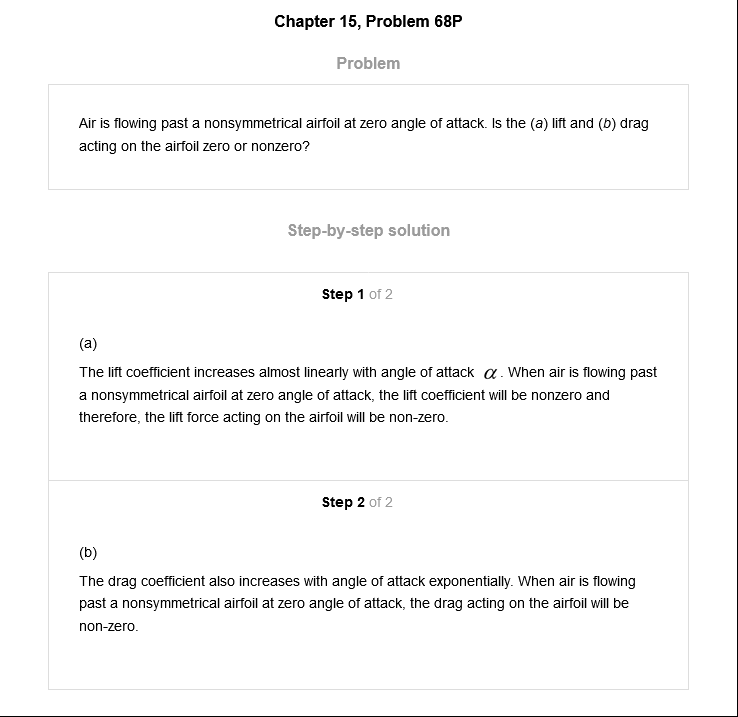 Chapter 15, Problem 68P
Problem
Air is flowing past a nonsymmetrical airfoil at zero angle of attack. Is the (a) lift and (b) drag
acting on the airfoil zero or nonzero?
Step-by-step solution
Step 1 of 2
(a)
The lift coefficient increases almost linearly with angle of attack α. When air is flowing past
a nonsymmetrical airfoil at zero angle of attack, the lift coefficient will be nonzero and
therefore, the lift force acting on the airfoil will be non-zero.
Step 2 of 2
(b)
The drag coefficient also increases with angle of attack exponentially. When air is flowing
past a nonsymmetrical airfoil at zero angle of attack, the drag acting on the airfoil will be
non-zero.